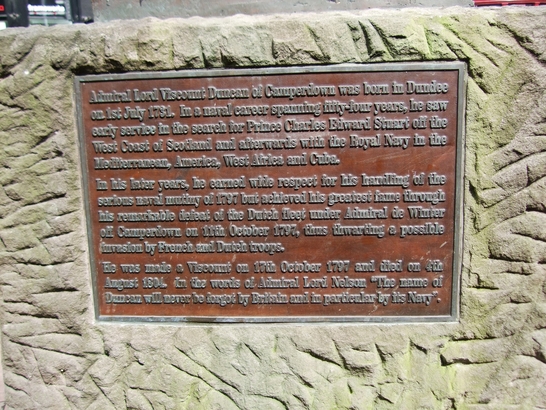 Admiral Lord Viscount Duncan of Camperdown was born in Dundee
on 1st July 1731. In a naval career spanning fifty-four years, he saw
early service in the search for Prince Charles Edward Stuart off the
West Coast of Scotland and afterwards with the Royal Navy in the
Mediterranean, America, West Africa and Cuba.
In his later years, he earned wide respect for his handling of the
serious naval mutiny of 1797 but achieved his greatest fame through
his remarkable defeat of the Dutch fleet under Admiral de Winter
off Camperdown on 11th October 1797, thus thwarting a possible
invasion by French and Dutch troops.
He was made a Viscount on 17th October 1797 and died on 4th
August 1804. In the words of Admiral Lord Nelson "The name of
Duncan will never be forgot by Britain and in particular by its Navy".